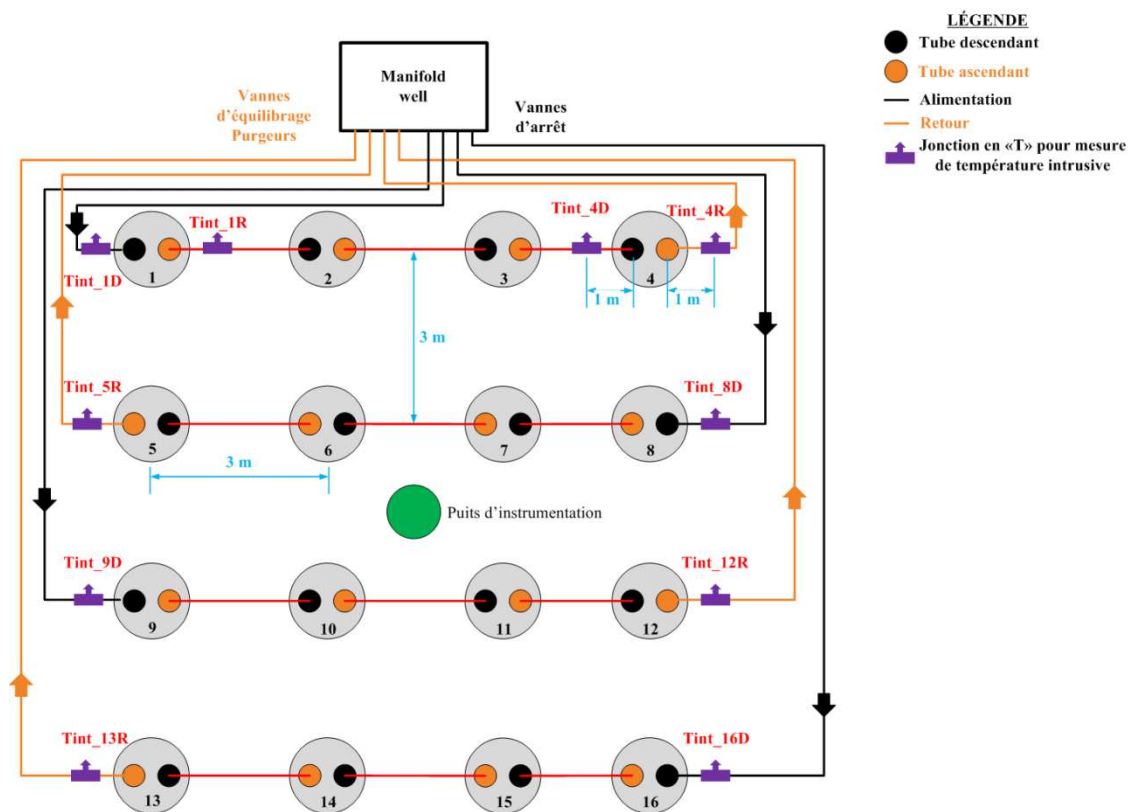 LÉGENDE
Tube descendant
Tube ascendant
Alimentation
Retour
Jonction en «T» pour mesure
de température intrusive
Manifold
well
Vannes
d'équilibrage
Purgeurs
Vannes
d'arrêt
Tint_1R
Tint_4D
Tint_4R
1
2
3
4
Tint_1D
1 m
1 m
3 m
Tint_5R
Tint_8D
5
6
7
8
3 m
Puits d'instrumentation
Tint_9D
Tint_12R
9
10
11
12
Tint_13R
Tint_16D
13
14
15
16